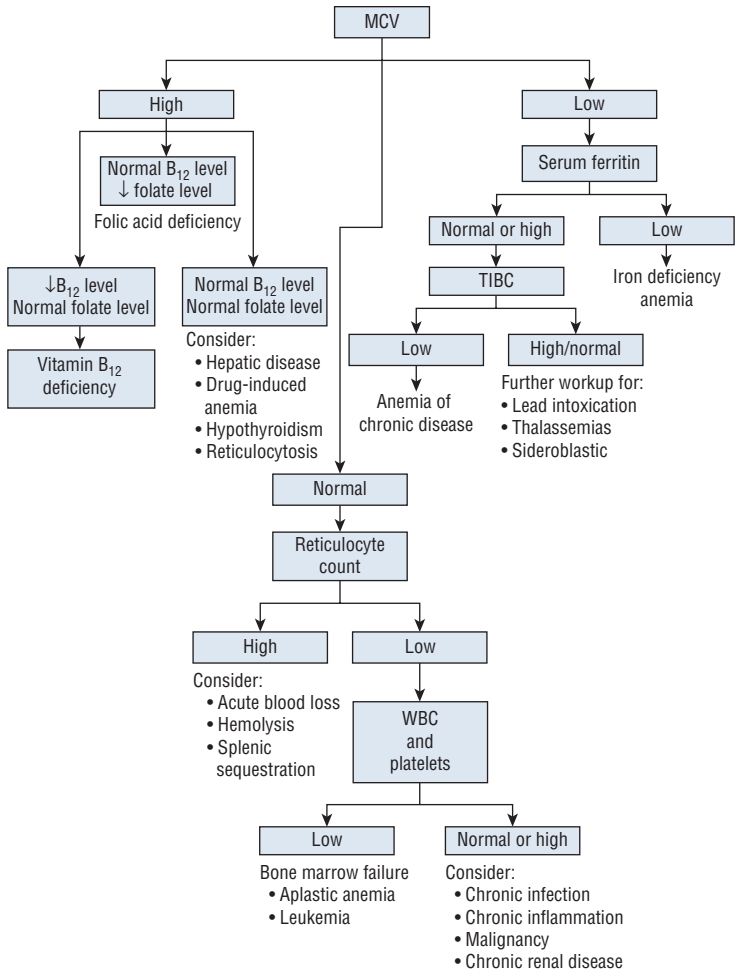 MCV
High
Low
Normal B12 level
↓ folate level
Folic acid deficiency
Serum ferritin
Normal or high
Low
↓B12 level
Normal folate level
Normal B12 level
Normal folate level
TIBC
Iron deficiency
anemia
Vitamin B12
deficiency
Consider:
• Hepatic disease
• Drug-induced
anemia
• Hypothyroidism
• Reticulocytosis
Low
High/normal
Anemia of
chronic disease
Further workup for:
• Lead intoxication
• Thalassemias
• Sideroblastic
Normal
Reticulocyte
count
High
Low
Consider:
• Acute blood loss
• Hemolysis
• Splenic
sequestration
WBC
and
platelets
Low
Normal or high
Bone marrow failure
• Aplastic anemia
• Leukemia
Consider:
• Chronic infection
• Chronic inflammation
• Malignancy
• Chronic renal disease